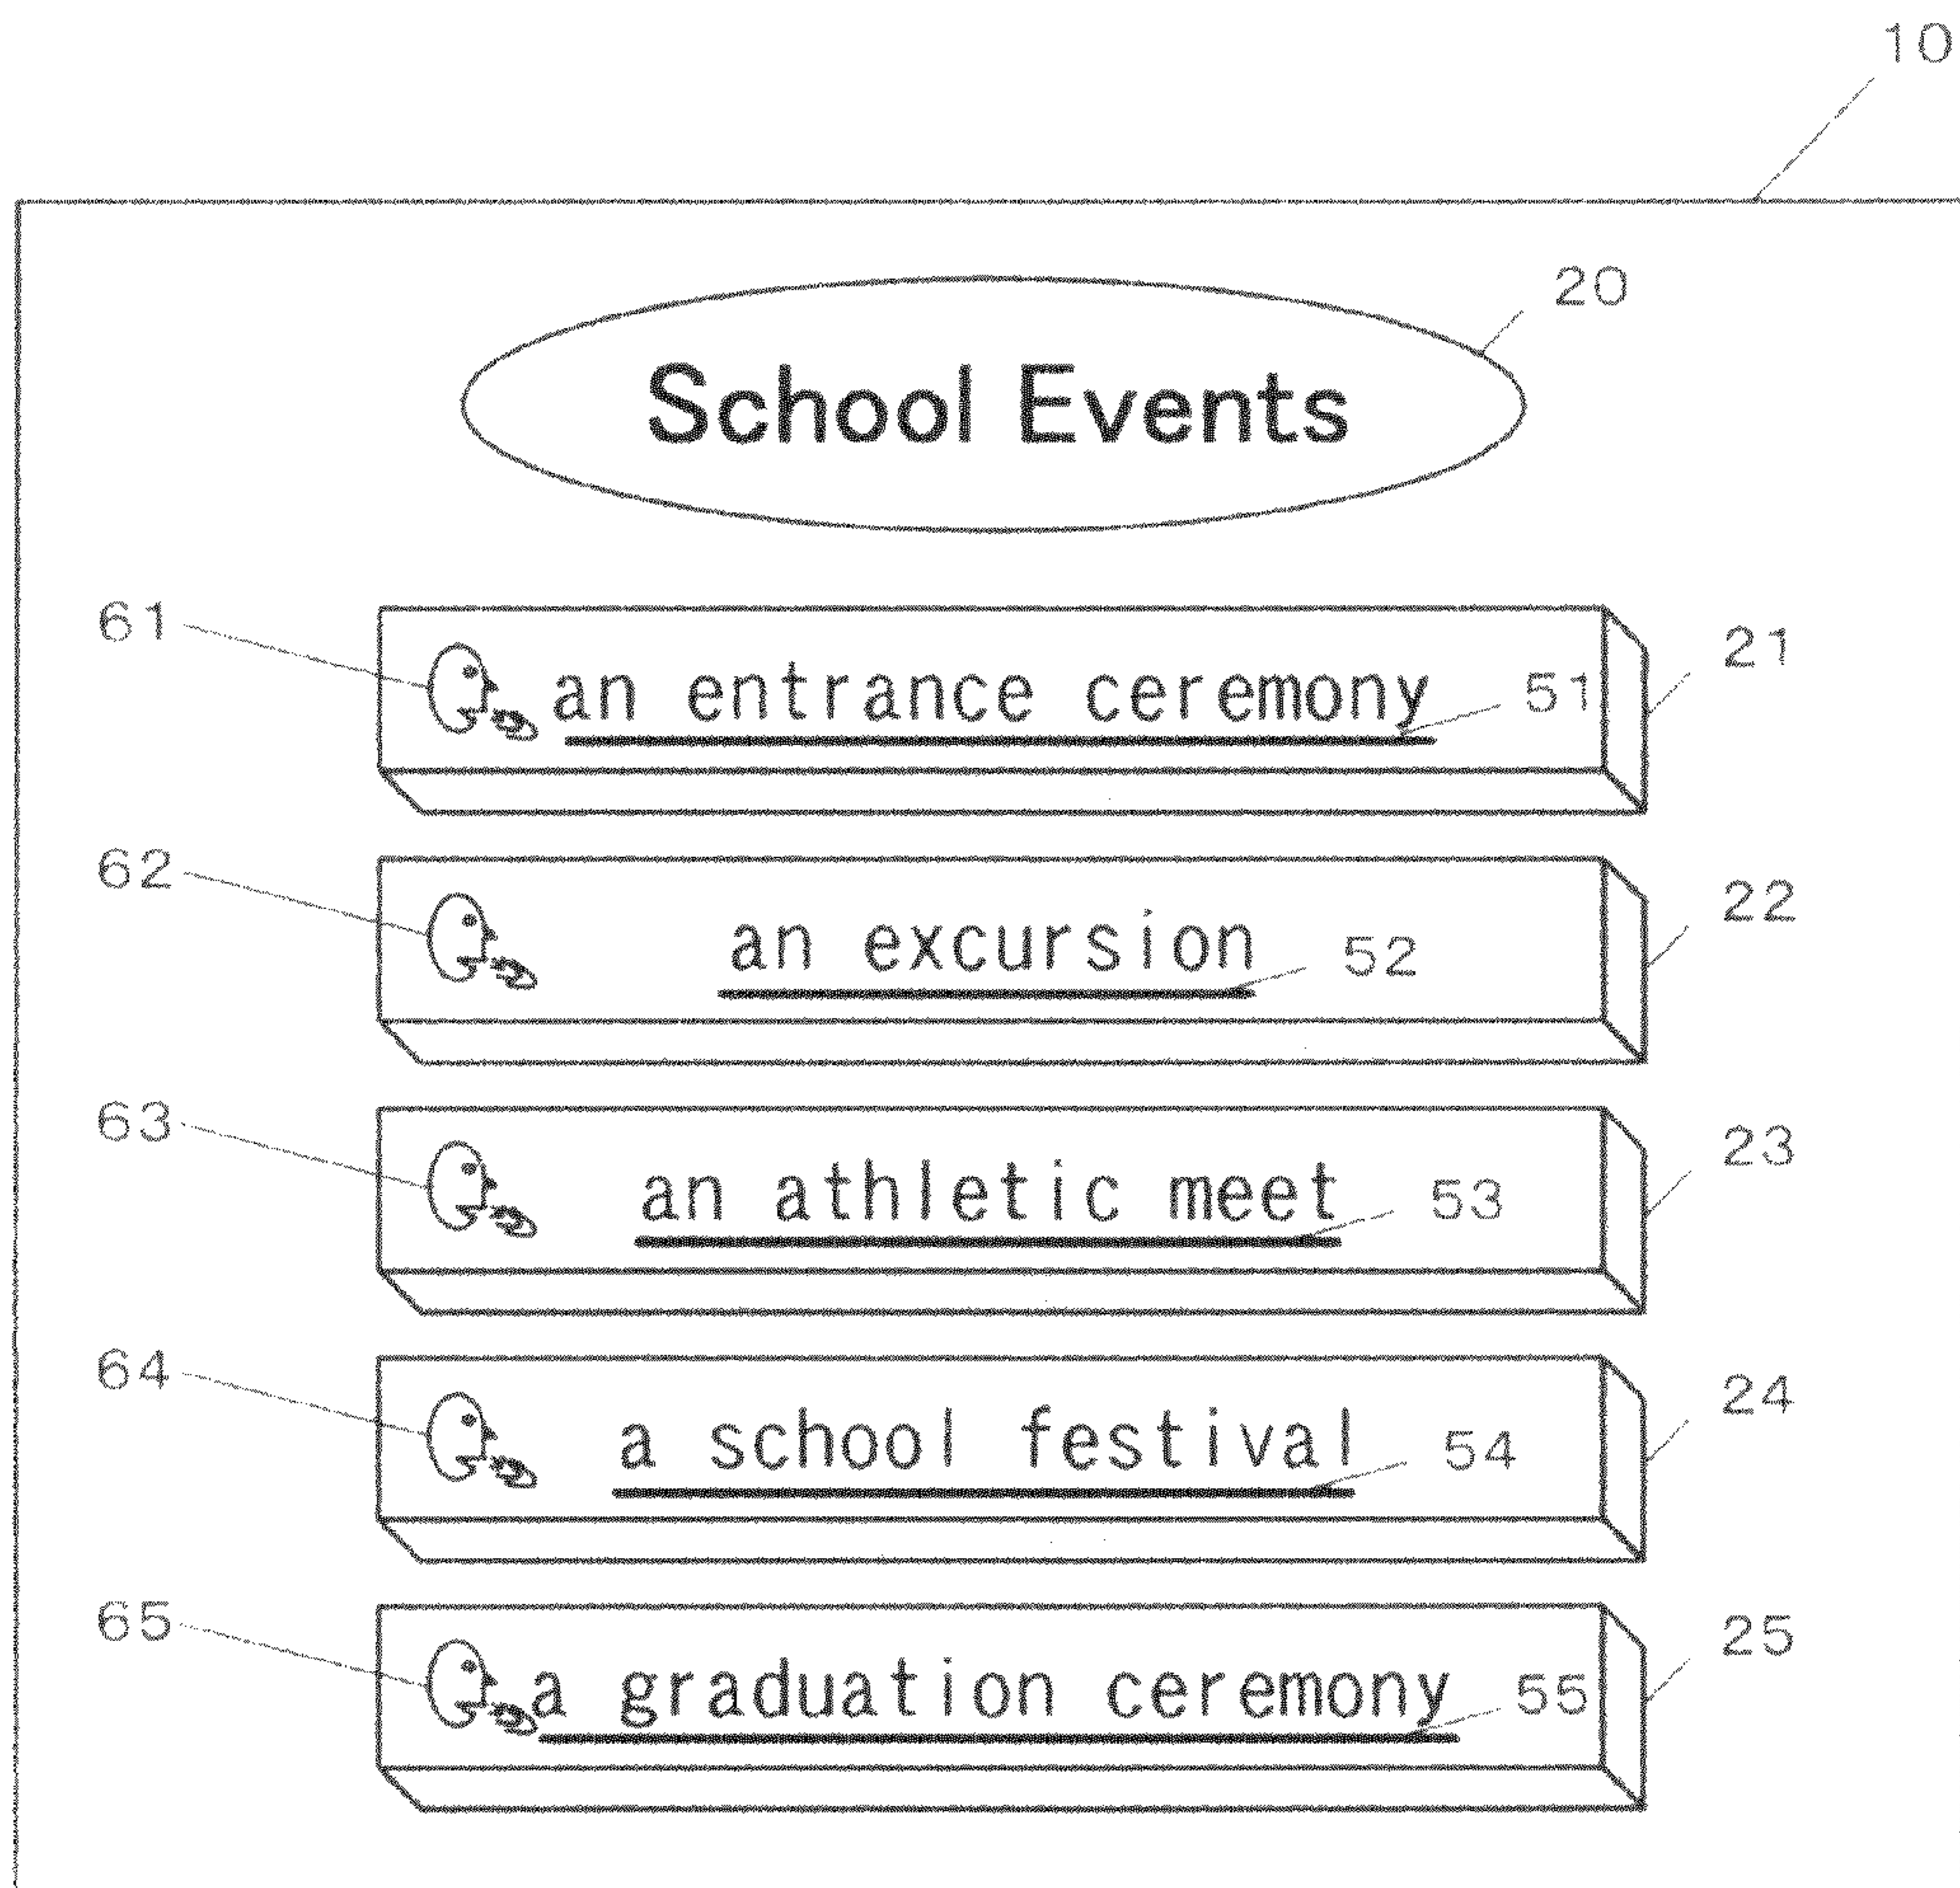 10
20
School Events
61
an entrance ceremony
51
21
62
an excursion
52
22
63
an athletic meet
53
23
64
a school festival
54
24
65
a graduation ceremony
55
25